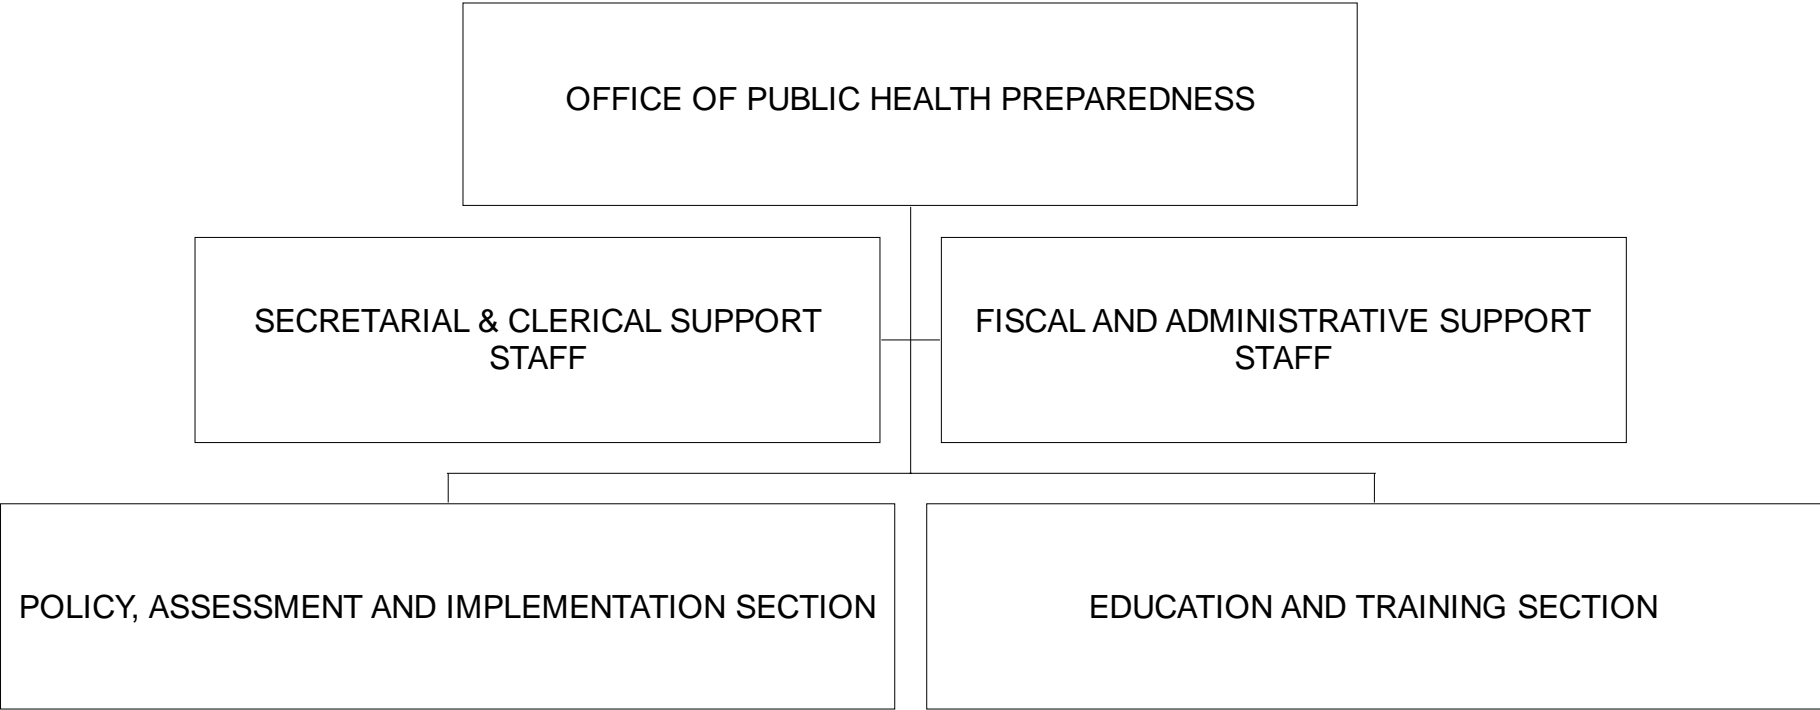 OFFICE OF PUBLIC HEALTH PREPAREDNESS
SECRETARIAL & CLERICAL SUPPORT
STAFF
FISCAL AND ADMINISTRATIVE SUPPORT
STAFF
POLICY, ASSESSMENT AND IMPLEMENTATION SECTION
EDUCATION AND TRAINING SECTION